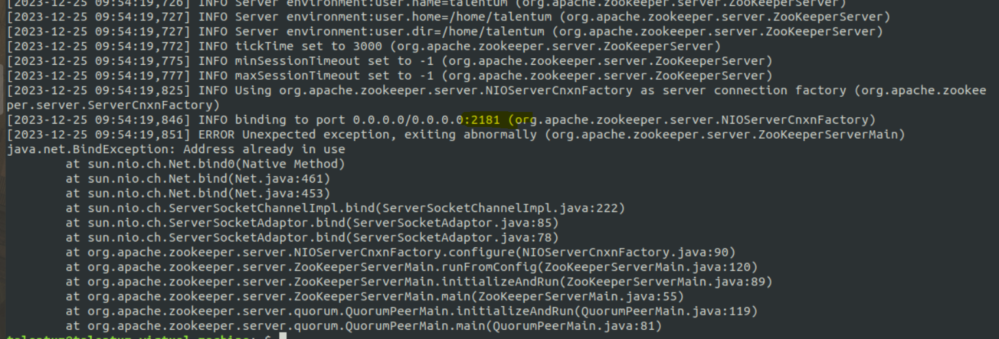 [2023-12-25 09:54:19,726] INFO Server environment:user.name=talentum (org.apache.zookeeper.server.ZooKeeperServer)
[2023-12-25 09:54:19,727] INFO Server environment:user.home=/home/talentum (org.apache.zookeeper.server.ZooKeeperServer)
[2023-12-25 09:54:19,727] INFO Server environment:user.dir=/home/talentum (org.apache.zookeeper.server.ZooKeeperServer)
[2023-12-25 09:54:19,772] INFO tickTime set to 3000 (org.apache.zookeeper.server.ZooKeeperServer)
[2023-12-25 09:54:19,775] INFO minSessionTimeout set to -1 (org.apache.zookeeper.server.ZooKeeperServer)
[2023-12-25 09:54:19,777] INFO maxSessionTimeout set to -1 (org.apache.zookeeper.server.ZooKeeperServer)
[2023-12-25 09:54:19,825] INFO Using org.apache.zookeeper.server.NIOServerCnxnFactory as server connection factory (org.apache.zookee
per.server.ServerCnxnFactory)
[2023-12-25 09:54:19,846] INFO binding to port 0.0.0.0/0.0.0.0:2181 (org.apache.zookeeper.server.NIOServerCnxnFactory)
[2023-12-25 09:54:19,851] ERROR Unexpected exception, exiting abnormally (org.apache.zookeeper.server.ZooKeeperServerMain)
java.net.BindException: Address already in use
at sun.nio.ch.Net.bind0(Native Method)
at sun.nio.ch.Net.bind(Net.java:461)
at sun.nio.ch.Net.bind(Net.java:453)
at sun.nio.ch.ServerSocketChannelImpl.bind(ServerSocketChannelImpl.java:222)
at sun.nio.ch.ServerSocketAdaptor.bind(ServerSocketAdaptor.java:85)
at sun.nio.ch.ServerSocketAdaptor.bind(ServerSocketAdaptor.java:78)
at org.apache.zookeeper.server.NIOServerCnxnFactory.configure(NIOServerCnxnFactory.java:90)
at org.apache.zookeeper.server.ZooKeeperServerMain.runFromConfig(ZooKeeperServerMain.java:120)
at org.apache.zookeeper.server.ZooKeeperServerMain.initializeAndRun(ZooKeeperServerMain.java:89)
at org.apache.zookeeper.server.ZooKeeperServerMain.main(ZooKeeperServerMain.java:55)
at org.apache.zookeeper.server.quorum.QuorumPeerMain.initializeAndRun(QuorumPeerMain.java:119)
at org.apache.zookeeper.server.quorum.QuorumPeerMain.main(QuorumPeerMain.java:81)